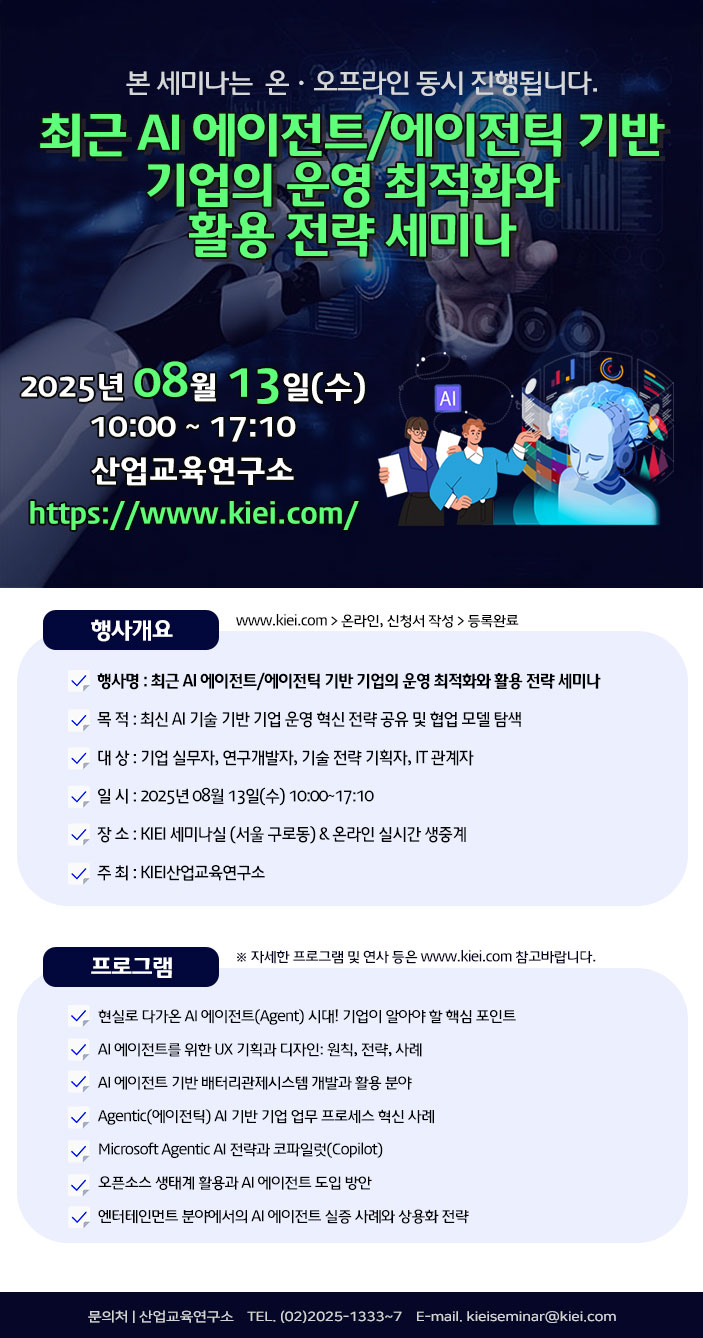 본 세미나는 온 · 오프라인 동시 진행됩니다.
최근 AI 에이전트/에이전틱 기반
기업의 운영 최적화와
활용 전략 세미나
2025년 08월 13일(수)
10:00 ~ 17:10
산업교육연구소
https://www.kiei.com/
AI
행사개요
www.kiei.com > 온라인, 신청서 작성 > 등록완료
행사명 : 최근 AI 에이전트/에이전틱 기반 기업의 운영 최적화와 활용 전략 세미나
목 적 : 최신 AI 기술 기반 기업 운영 혁신 전략 공유 및 협업 모델 탐색
대 상 : 기업 실무자, 연구개발자, 기술 전략 기획자, IT 관계자
일 시 : 2025년 08월 13일(수) 10:00~17:10
장 소 : KIEI 세미나실 (서울 구로동) & 온라인 실시간 생중계
주 최 : KIEI산업교육연구소
프로그램
※ 자세한 프로그램 및 연사 등은 www.kiei.com 참고바랍니다.
현실로 다가온 AI 에이전트(Agent) 시대! 기업이 알아야 할 핵심 포인트
AI 에이전트를 위한 UX 기획과 디자인: 원칙, 전략, 사례
AI 에이전트 기반 배터리관제시스템 개발과 활용 분야
Agentic(에이전틱) AI 기반 기업 업무 프로세스 혁신 사례
Microsoft Agentic AI 전략과 코파일럿(Copilot)
오픈소스 생태계 활용과 AI 에이전트 도입 방안
엔터테인먼트 분야에서의 AI 에이전트 실증 사례와 상용화 전략
문의처 | 산업교육연구소 TEL. (02)2025-1333~7 E-mail. kieiseminar@kiei.com